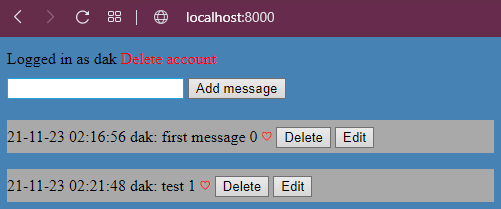 localhost:8000
Logged in as dak Delete account
Add message
21-11-23 02:16:56 dak: first message 0 ♡ Delete Edit
21-11-23 02:21:48 dak: test 1 ♡ Delete Edit